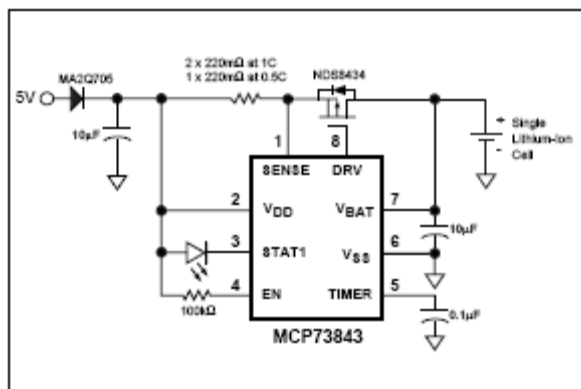 2 x 220mΩ at 1C
1 x 220mΩ at 0.5C
NDS8434
MA2Q705
5V
10µF
+ Single
Lithium-Ion
- Cell
1
8
SENSE
DRV
2
VDD
VBAT
7
10µF
3
STAT1
VSS
6
4
EN
TIMER
5
100kΩ
0.1µF
MCP73843